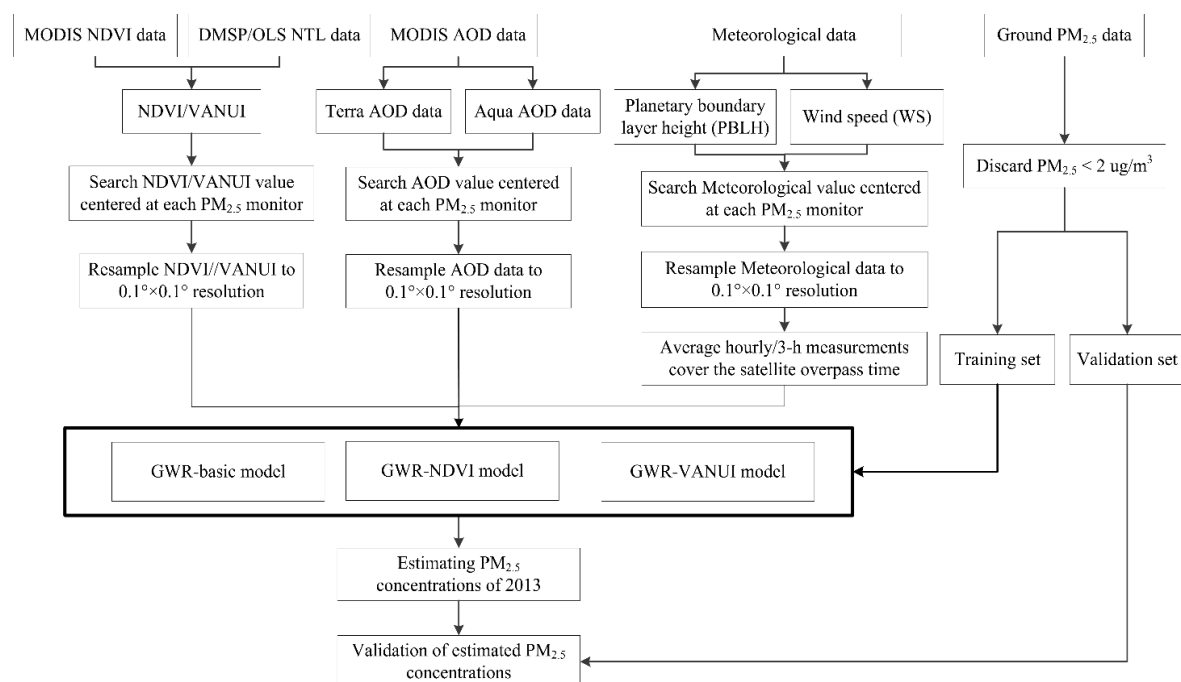 MODIS NDVI data
DMSP/OLS NTL data
MODIS AOD data
Meteorological data
Ground PM2.5 data
NDVI/VANUI
Terra AOD data
Aqua AOD data
Planetary boundary
layer height (PBLH)
Wind speed (WS)
Discard PM2.5 < 2 ug/m³
Search NDVI/VANUI value
centered at each PM2.5 monitor
Search AOD value centered
at each PM2.5 monitor
Search Meteorological value centered
at each PM2.5 monitor
Resample NDVI//VANUI to
0.1°×0.1° resolution
Resample AOD data to
0.1°×0.1° resolution
Resample Meteorological data to
0.1°×0.1° resolution
Average hourly/3-h measurements
cover the satellite overpass time
Training set
Validation set
GWR-basic model
GWR-NDVI model
GWR-VANUI model
Estimating PM2.5
concentrations of 2013
Validation of estimated PM2.5
concentrations